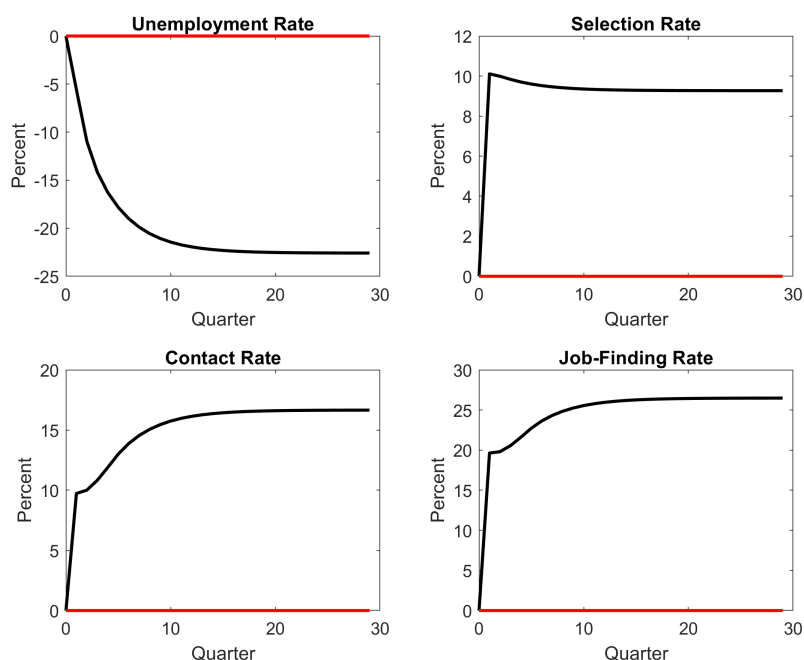 Unemployment Rate
0
-5
-10
-15
-20
-25
Percent
0 10 20 30
Quarter
Selection Rate
12
10
8
6
4
2
0
Percent
0 10 20 30
Quarter
Contact Rate
20
15
10
5
0
Percent
0 10 20 30
Quarter
Job-Finding Rate
30
25
20
15
10
5
0
Percent
0 10 20 30
Quarter